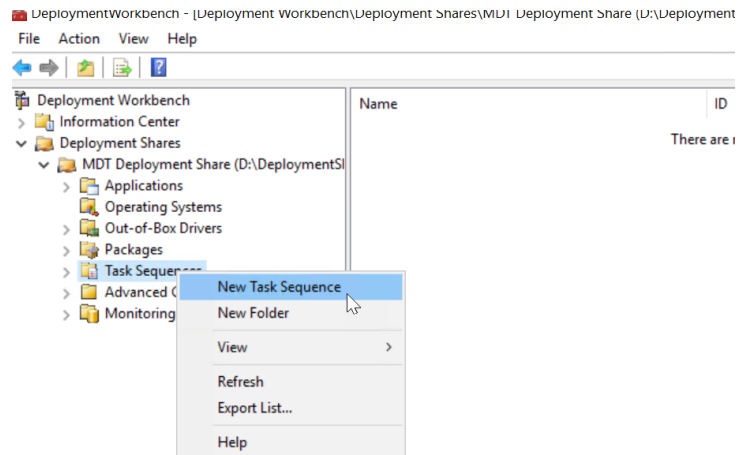 DeploymentWorkbench - [Deployment Workbench\Deployment Shares\MDT Deployment Share (D:\Deployment
File Action View Help
Deployment Workbench
Information Center
Deployment Shares
MDT Deployment Share (D:\DeploymentSl
Applications
Operating Systems
Out-of-Box Drivers
Packages
Task Sequences
Advanced C
Monitoring
Name ID
There are
New Task Sequence
New Folder
View
Refresh
Export List...
Help